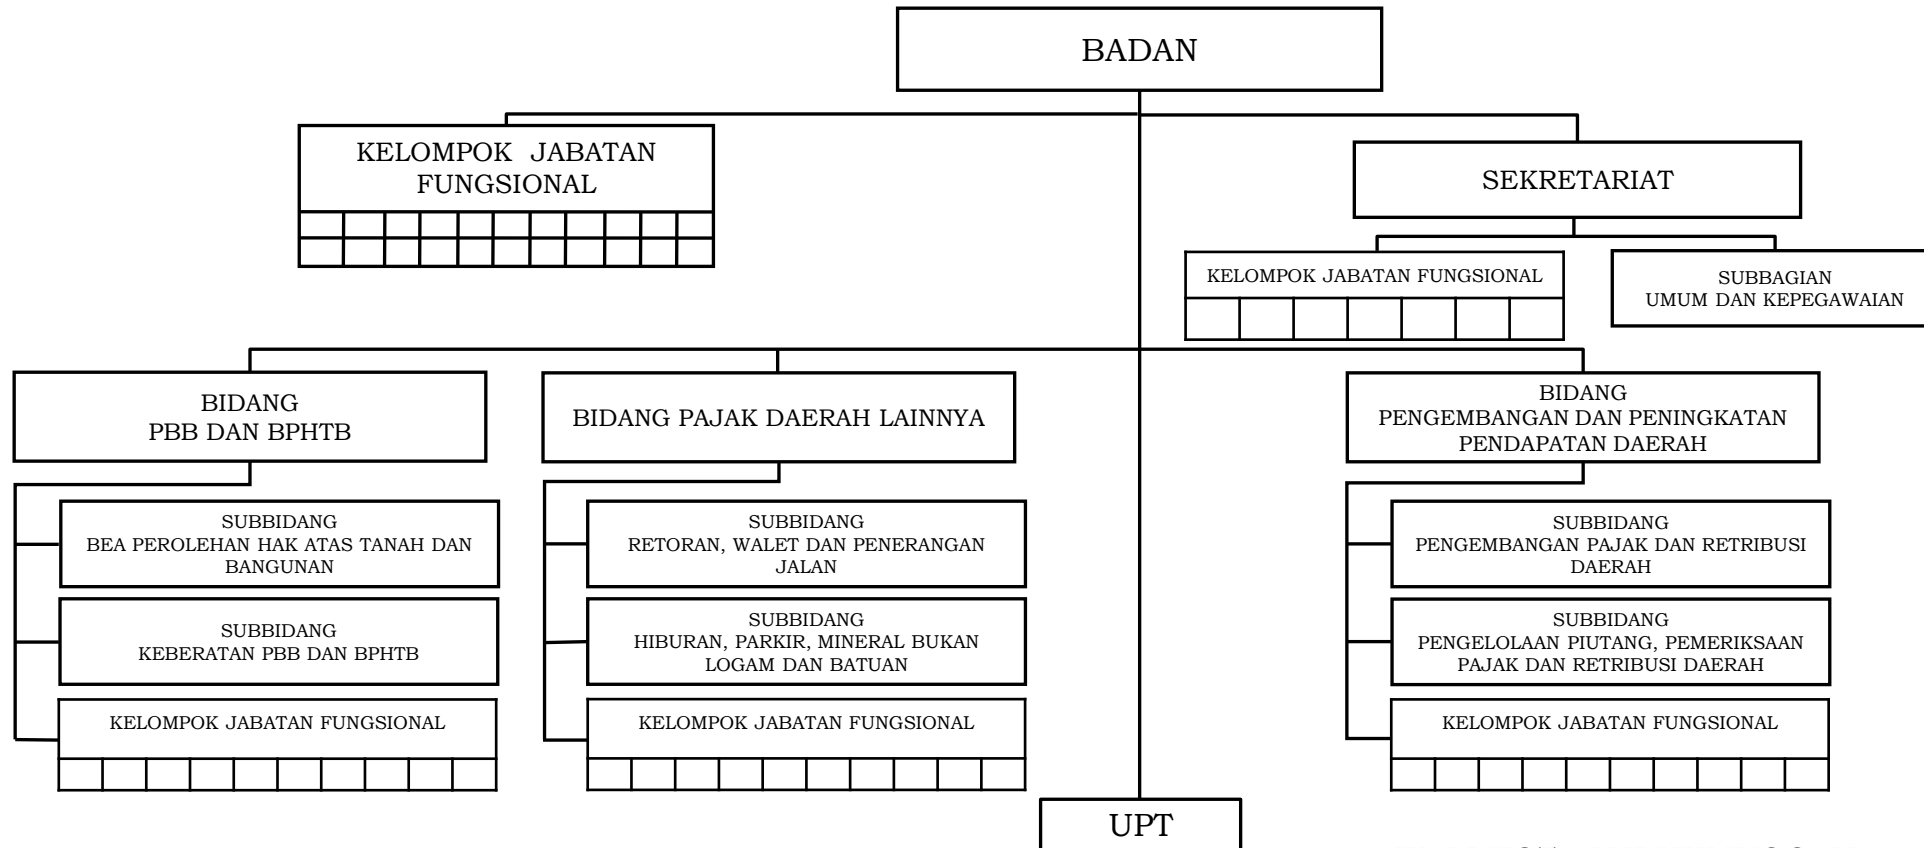 BADAN
KELOMPOK JABATAN
FUNGSIONAL
SEKRETARIAT
KELOMPOK JABATAN FUNGSIONAL
SUBBAGIAN
UMUM DAN KEPEGAWAIAN
BIDANG
PBB DAN BPHTB
BIDANG PAJAK DAERAH LAINNYA
BIDANG
PENGEMBANGAN DAN PENINGKATAN
PENDAPATAN DAERAH
SUBBIDANG
BEA PEROLEHAN HAK ATAS TANAH DAN
BANGUNAN
SUBBIDANG
RETORAN, WALET DAN PENERANGAN
JALAN
SUBBIDANG
PENGEMBANGAN PAJAK DAN RETRIBUSI
DAERAH
SUBBIDANG
KEBERATAN PBB DAN BPHTB
SUBBIDANG
HIBURAN, PARKIR, MINERAL BUKAN
LOGAM DAN BATUAN
SUBBIDANG
PENGELOLAAN PIUTANG, PEMERIKSAAN
PAJAK DAN RETRIBUSI DAERAH
KELOMPOK JABATAN FUNGSIONAL
KELOMPOK JABATAN FUNGSIONAL
KELOMPOK JABATAN FUNGSIONAL
UPT